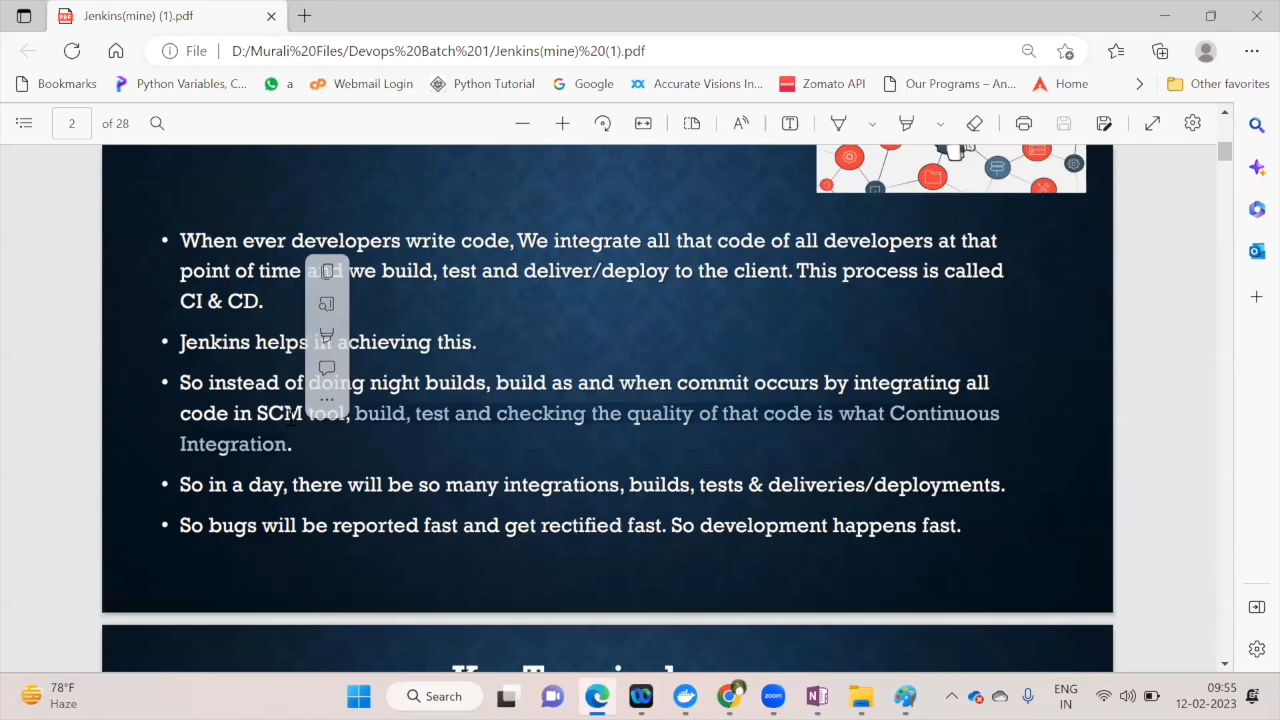 Jenkins(mine) (1).pdf
File
D:/Murali%20Files/Devops%20Batch%201/Jenkins(mine)%20(1).pdf
Bookmarks
Python Variables, C...
a
Webmail Login
Python Tutorial
Google
Accurate Visions In...
Zomato API
Our Programs – An...
Home
Other favorites
2 of 28
• When ever developers write code, We integrate all that code of all developers at that
point of time and we build, test and deliver/deploy to the client. This process is called
CI & CD.
• Jenkins helps in achieving this.
• So instead of doing night builds, build as and when commit occurs by integrating all
code in SCM tool, build, test and checking the quality of that code is what Continuous
Integration.
• So in a day, there will be so many integrations, builds, tests & deliveries/deployments.
• So bugs will be reported fast and get rectified fast. So development happens fast.
78°F
Haze
Search
zoom
ENG
IN
09:55
12-02-2023